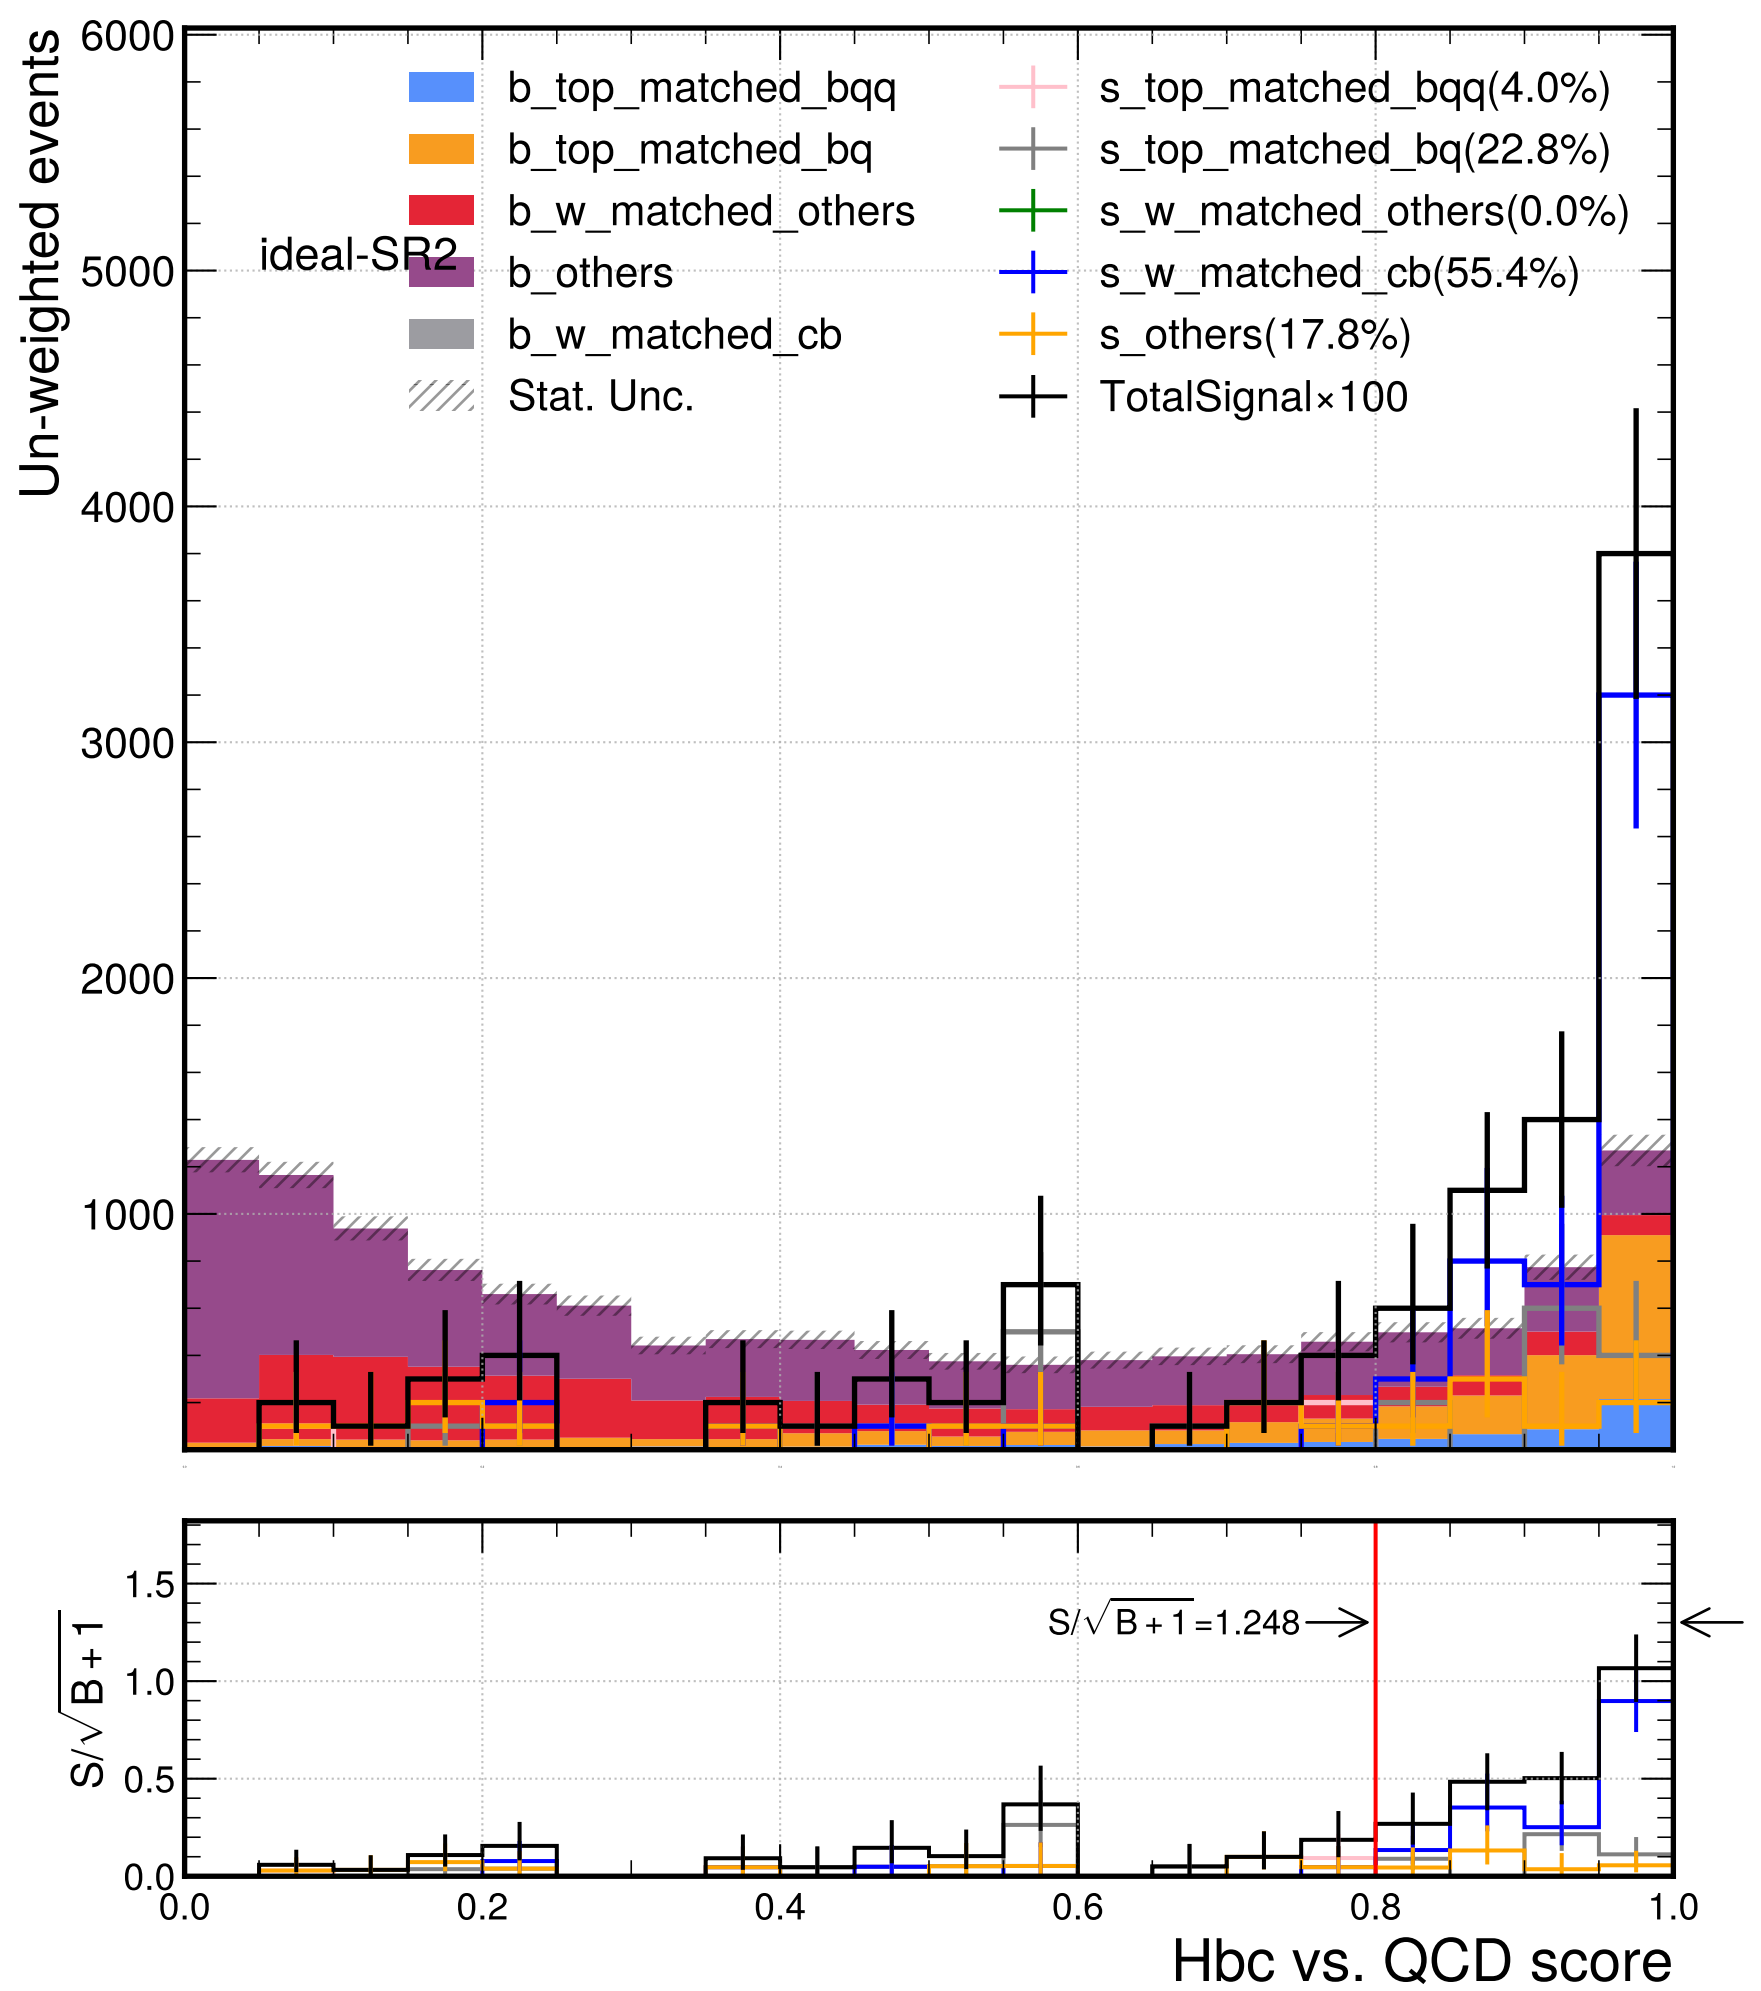 Un-weighted events
6000
5000
4000
3000
2000
1000
ideal-SR2
b_top_matched_bqq
b_top_matched_bq
b_w_matched_others
b_others
b_w_matched_cb
Stat. Unc.
s_top_matched_bqq(4.0%)
s_top_matched_bq(22.8%)
s_w_matched_others(0.0%)
s_w_matched_cb(55.4%)
s_others(17.8%)
TotalSignal×100
S/√B+1
1.5
1.0
0.5
0.0
S/√B+1=1.248
0.0 0.2 0.4 0.6 0.8 1.0
Hbc vs. QCD score